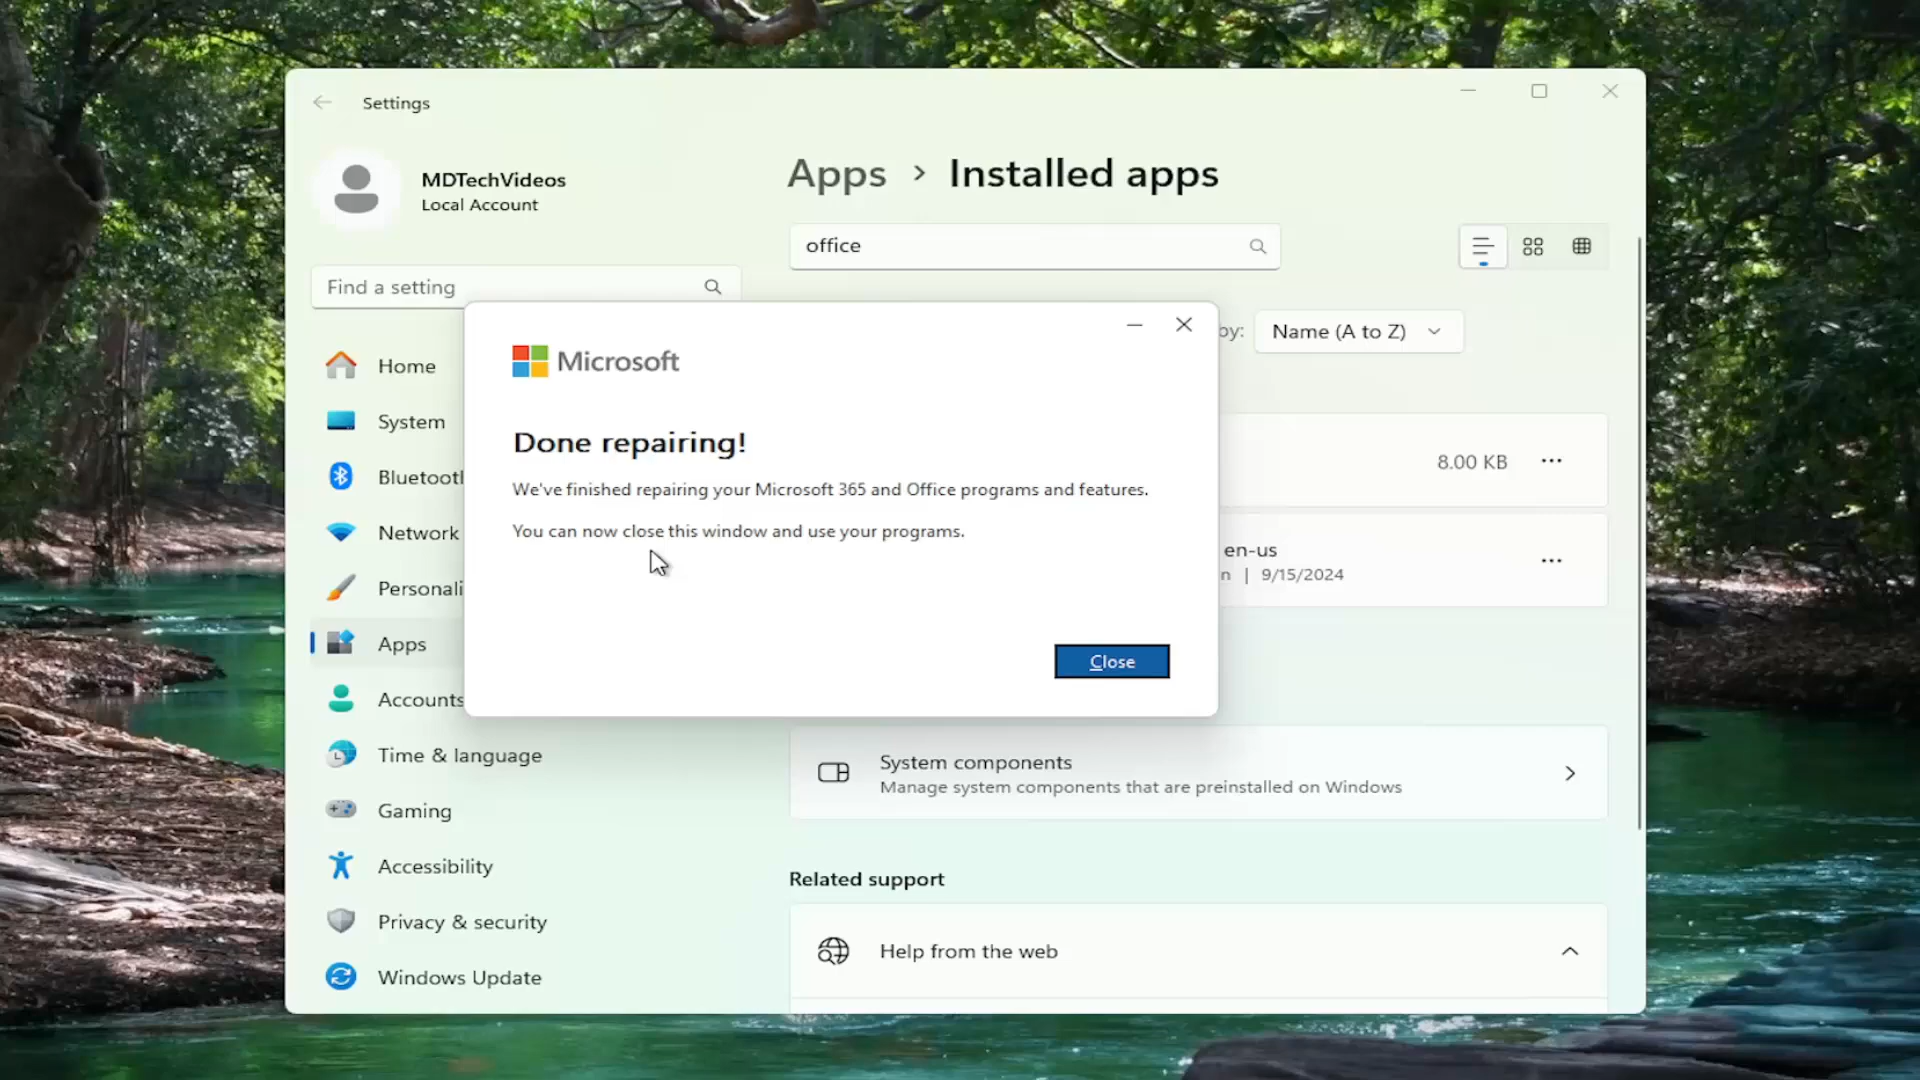 Settings
MDTechVideos
Local Account
Find a setting
Home
System
Bluetooth
Network
Personali
Apps
Accounts
Time & language
Gaming
Accessibility
Privacy & security
Windows Update
Apps > Installed apps
office
by: Name (A to Z)
8.00 KB
en-us
n | 9/15/2024
Microsoft
Done repairing!
We've finished repairing your Microsoft 365 and Office programs and features.
You can now close this window and use your programs.
Close
System components
Manage system components that are preinstalled on Windows
Related support
Help from the web